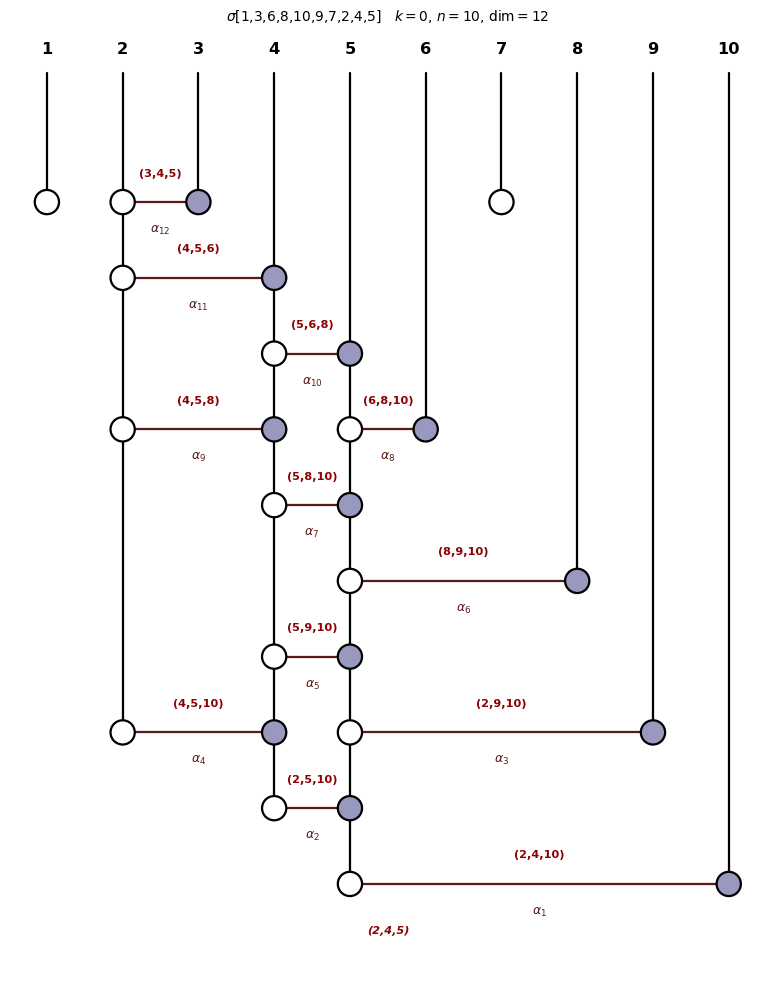 σ[1,3,6,8,10,9,7,2,4,5] k = 0, n = 10, dim = 12
1 2 3 4 5 6 7 8 9 10
(3,4,5)
α₁₂
(4,5,6)
α₁₁
(5,6,8)
α₁₀
(4,5,8) (6,8,10)
α₉ α₈
(5,8,10)
α₇
(8,9,10)
α₆
(5,9,10)
α₅
(4,5,10) (2,9,10)
α₄ α₃
(2,5,10)
α₂
(2,4,10)
α₁
(2,4,5)